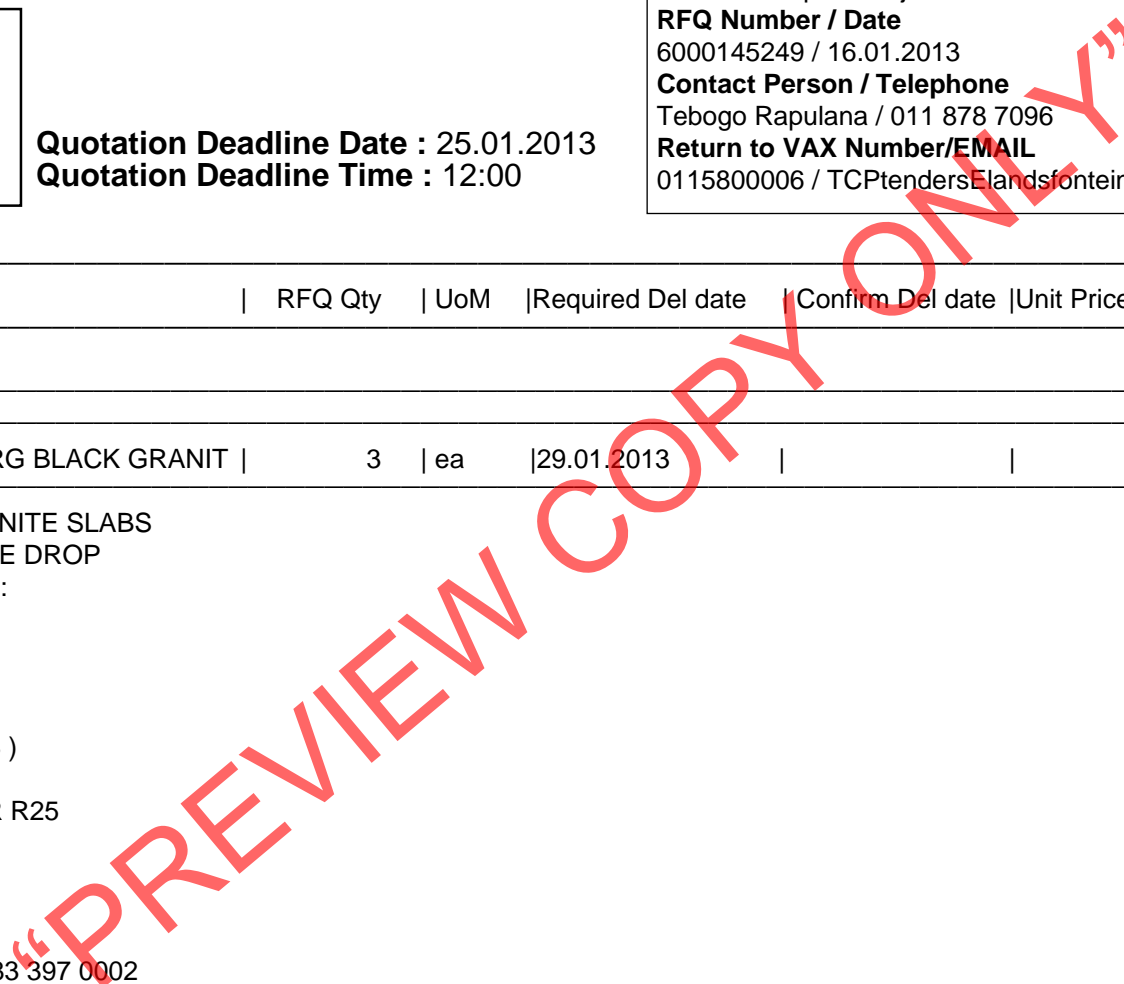 RFQ Number / Date
6000145249 / 16.01.2013
Contact Person / Telephone
Tebogo Rapulana / 011 878 7096
Quotation Deadline Date : 25.01.2013
Return to VAX Number/EMAIL
Quotation Deadline Time : 12:00
0115800006 / TCPtendersElandsfontein
| RFQ Qty | UoM |Required Del date | Confirm Del date |Unit Price
RG BLACK GRANIT | 3 | ea |29.01.2013 | |
NITE SLABS
E DROP
:
)
R25
33 397 0002
“PREVIEW COPY ONLY”